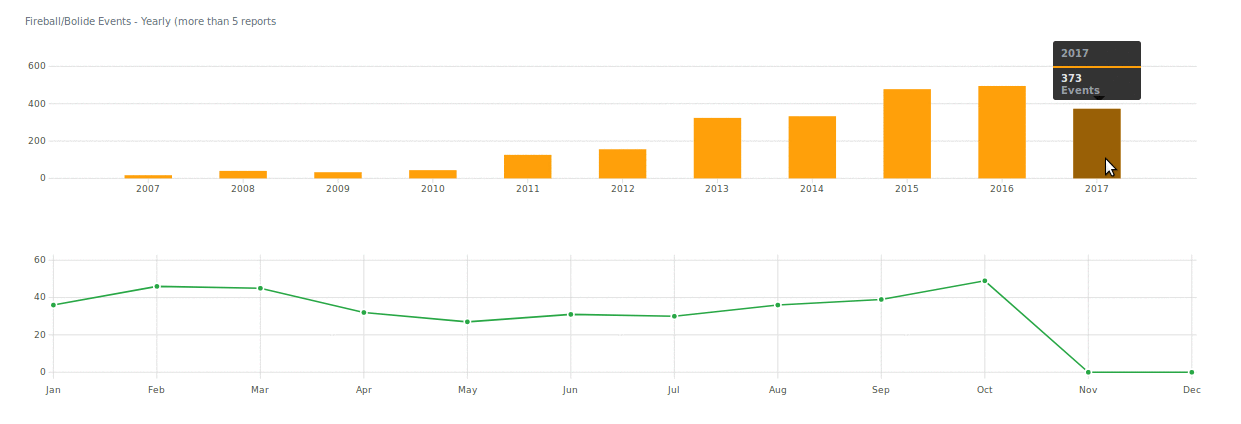 Fireball/Bolide Events - Yearly (more than 5 reports
2017
373
Events
600
400
200
0
2007 2008 2009 2010 2011 2012 2013 2014 2015 2016 2017
60
40
20
0
Jan Feb Mar Apr May Jun Jul Aug Sep Oct Nov Dec